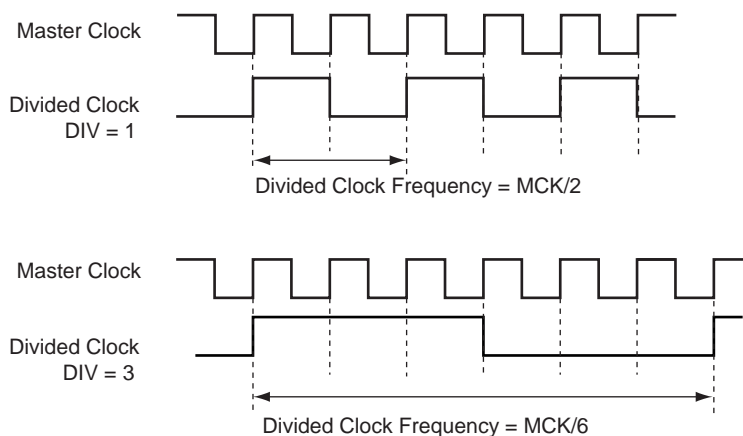 Master Clock
Divided Clock
DIV = 1
Divided Clock Frequency = MCK/2
Master Clock
Divided Clock
DIV = 3
Divided Clock Frequency = MCK/6